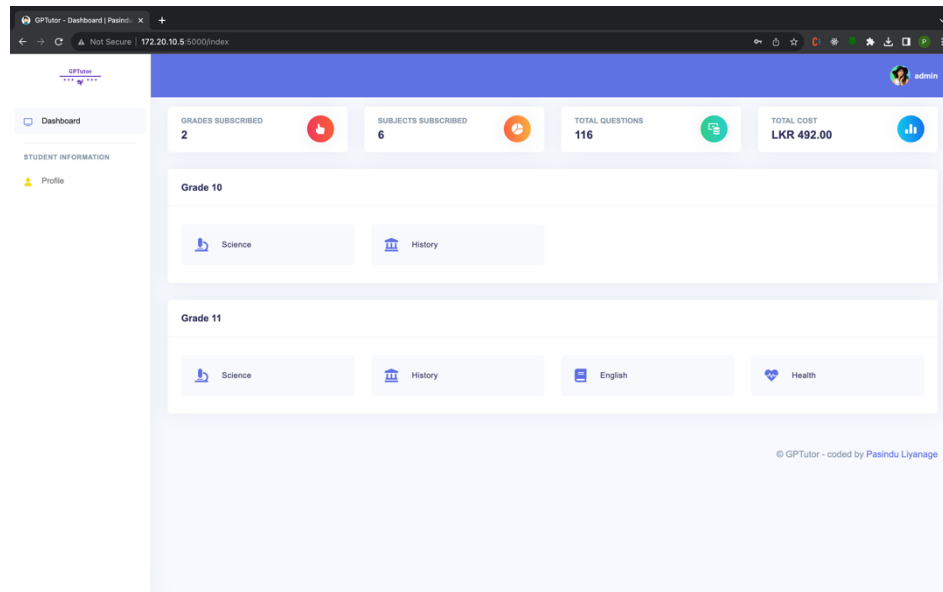 GPTutor - Dashboard | Pasindu
Not Secure | 172.20.10.5:5000/index
GPTutor
admin
Dashboard
STUDENT INFORMATION
Profile
GRADES SUBSCRIBED
2
SUBJECTS SUBSCRIBED
6
TOTAL QUESTIONS
116
TOTAL COST
LKR 492.00
Grade 10
Science
History
Grade 11
Science
History
English
Health
© GPTutor - coded by Pasindu Liyanage